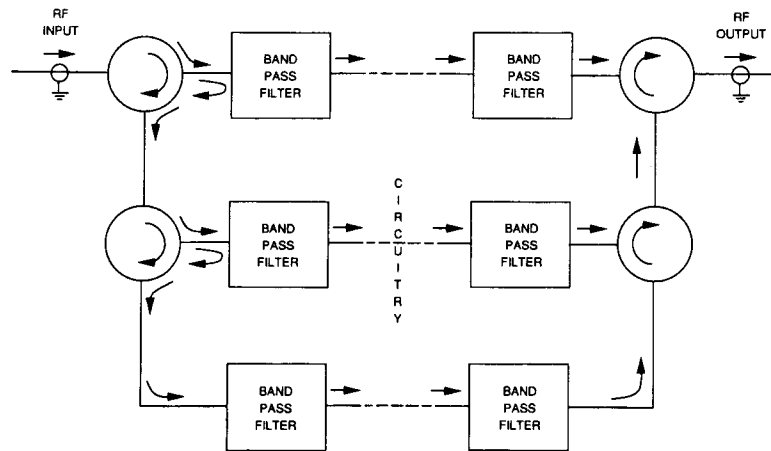 RF
INPUT
BAND
PASS
FILTER
BAND
PASS
FILTER
RF
OUTPUT
BAND
PASS
FILTER
CIRCUITRY
BAND
PASS
FILTER
BAND
PASS
FILTER
BAND
PASS
FILTER